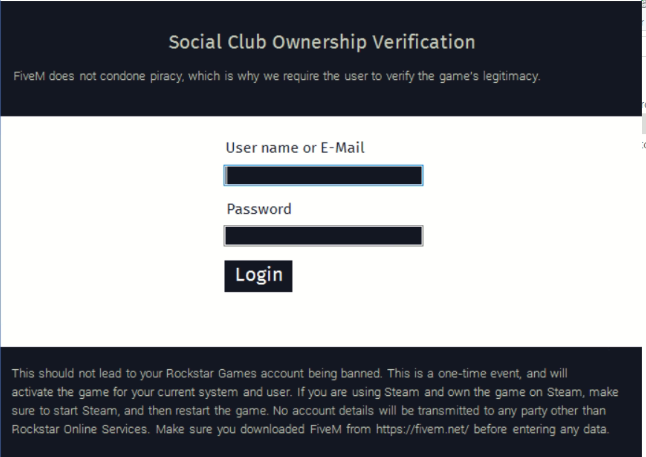 Social Club Ownership Verification
FiveM does not condone piracy, which is why we require the user to verify the game's legitimacy.
User name or E-Mail
Password
Login
This should not lead to your Rockstar Games account being banned. This is a one-time event, and will
activate the game for your current system and user. If you are using Steam and own the game on Steam, make
sure to start Steam, and then restart the game. No account details will be transmitted to any party other than
Rockstar Online Services. Make sure you downloaded FiveM from https://fivem.net/ before entering any data.